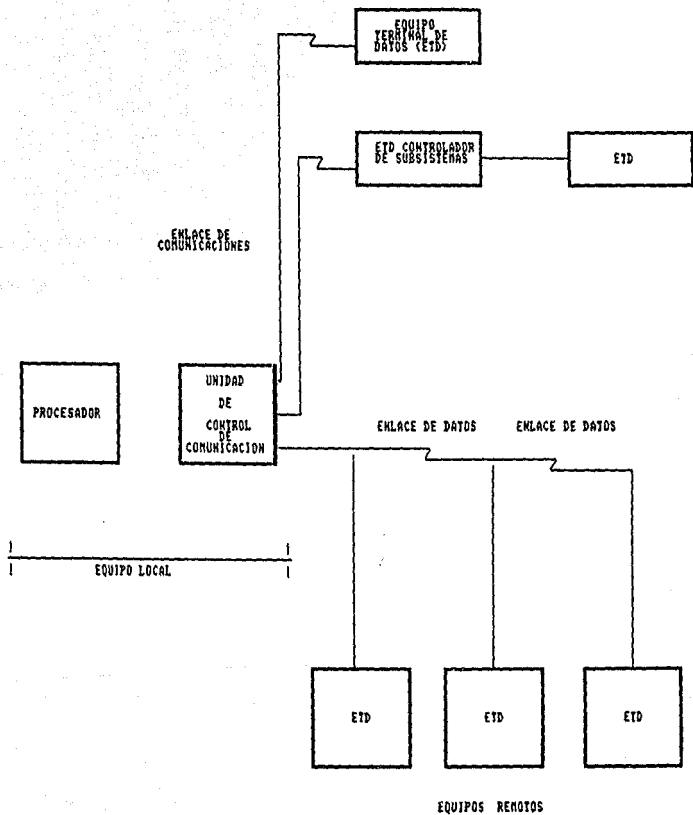 EQUIPO
TERMINAL DE
DATOS (ETD)
ETD CONTROLADOR
DE SUBSISTEMAS
ETD
ENLACE DE
COMUNICACIONES
PROCESADOR
UNIDAD
DE
CONTROL
DE
COMUNICACION
ENLACE DE DATOS
ENLACE DE DATOS
EQUIPO LOCAL
ETD
ETD
ETD
EQUIPOS REMOTOS